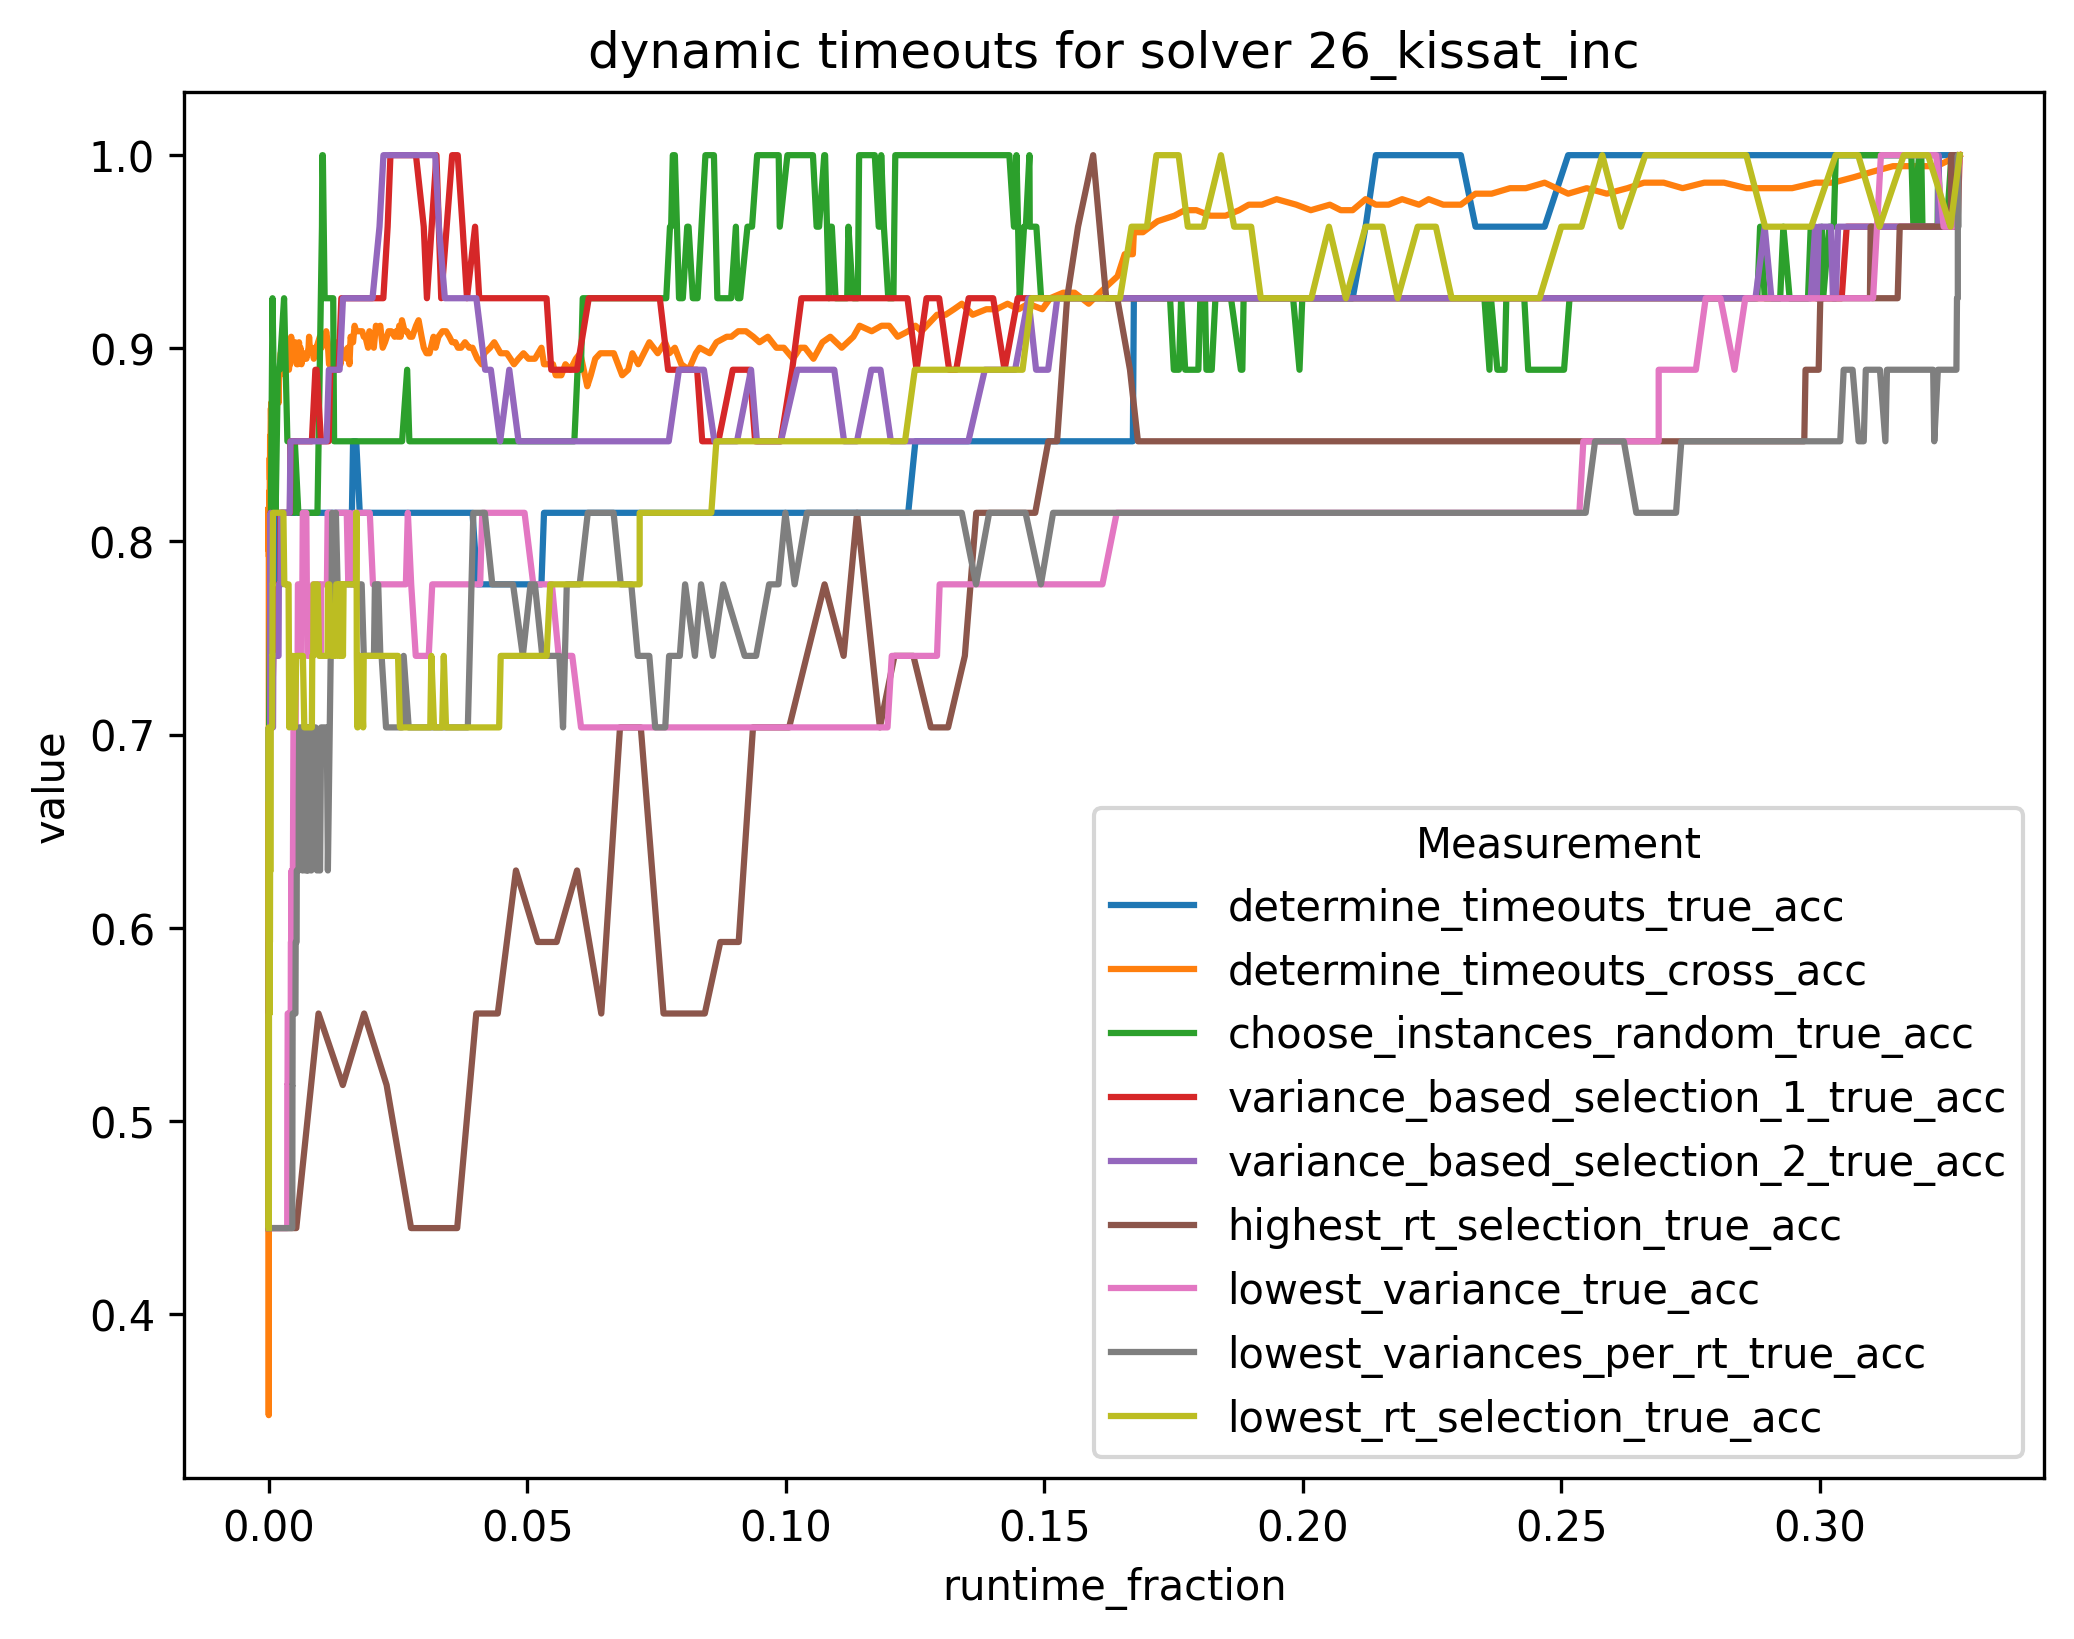 dynamic timeouts for solver 26_kissat_inc
value
1.0
0.9
0.8
0.7
0.6
0.5
0.4
Measurement
determine_timeouts_true_acc
determine_timeouts_cross_acc
choose_instances_random_true_acc
variance_based_selection_1_true_acc
variance_based_selection_2_true_acc
highest_rt_selection_true_acc
lowest_variance_true_acc
lowest_variances_per_rt_true_acc
lowest_rt_selection_true_acc
0.00 0.05 0.10 0.15 0.20 0.25 0.30
runtime_fraction